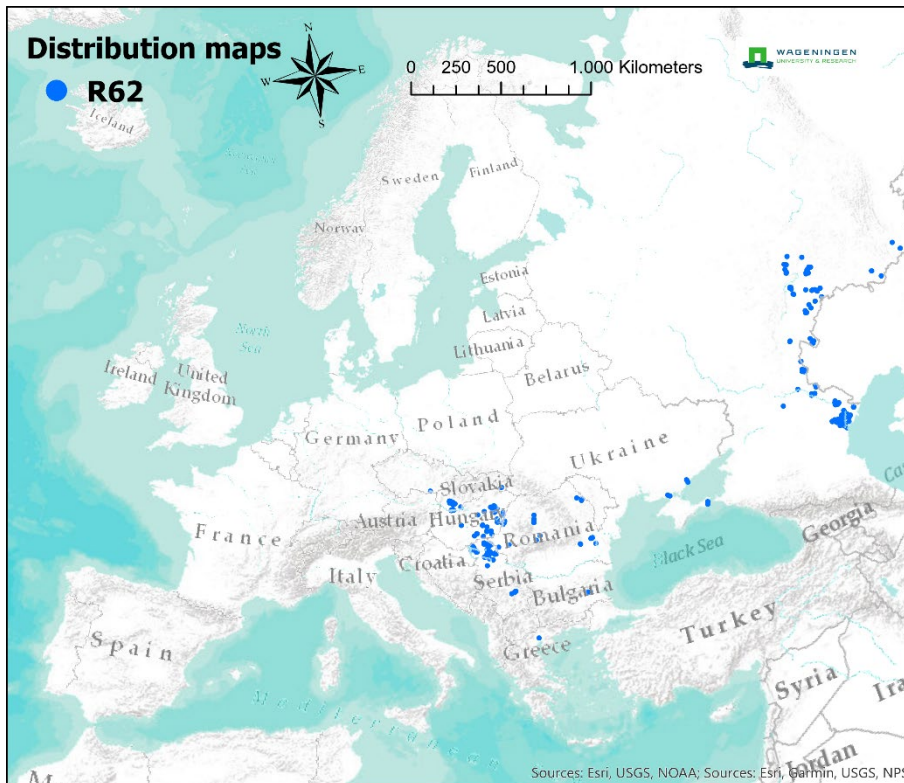 Distribution maps
R62
N
W E
S
0 250 500 1.000 Kilometers
WAGENINGEN
UNIVERSITY & RESEARCH
Iceland
Sweden
Finland
Norway
Estonia
Latvia
Lithuania
North
Sea
Ireland
United
Kingdom
Belarus
Poland
Germany
Ukraine
Slovakia
Austria
Hungary
France
Romania
Croatia
Georgia
Black Sea
Italy
Serbia
Bulgaria
Spain
Turkey
Greece
Syria
Ira
Mediterranean
Jordan
M
Sources: Esri, USGS, NOAA; Sources: Esri, Garmin, USGS, NPS